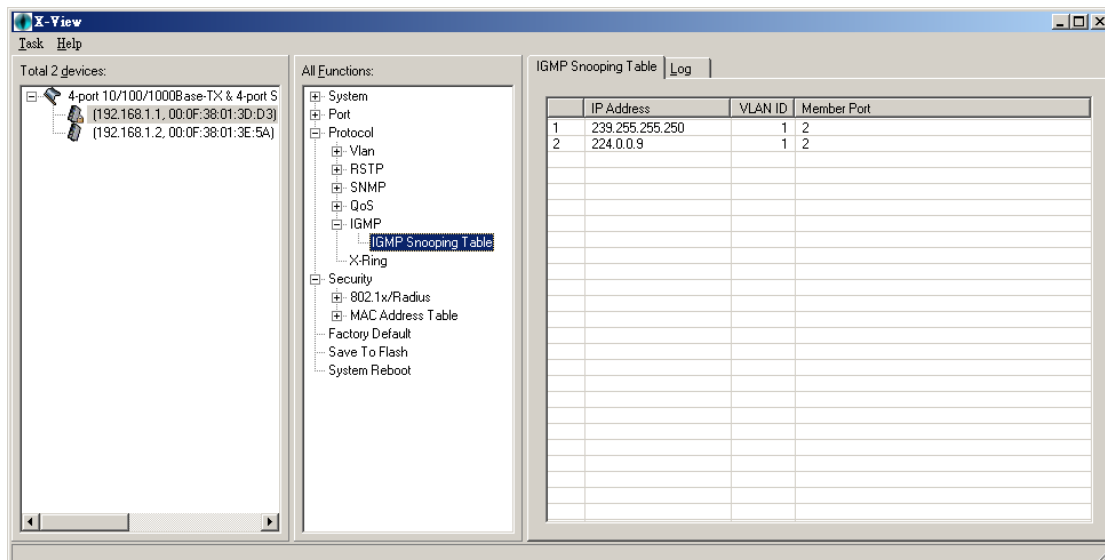 X-View
Task Help
Total 2 devices:
4-port 10/100/1000Base-TX & 4-port S
(192.168.1.1, 00:0F:38:01:3D:D3)
(192.168.1.2, 00:0F:38:01:3E:5A)
All Functions:
System
Port
Protocol
Vlan
RSTP
SNMP
QoS
IGMP
IGMP Snooping Table
X-Ring
Security
802.1x/Radius
MAC Address Table
Factory Default
Save To Flash
System Reboot
IGMP Snooping Table Log
IP Address VLAN ID Member Port
1 239.255.255.250 1 2
2 224.0.0.9 1 2